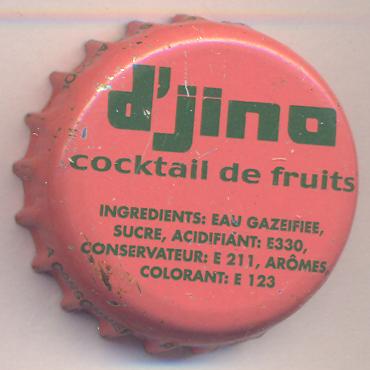 d'jino
cocktail de fruits
INGREDIENTS: EAU GAZEIFIEE,
SUCRE, ACIDIFIANT: E330,
CONSERVATEUR: E 211, ARÔMES,
COLORANT: E 123